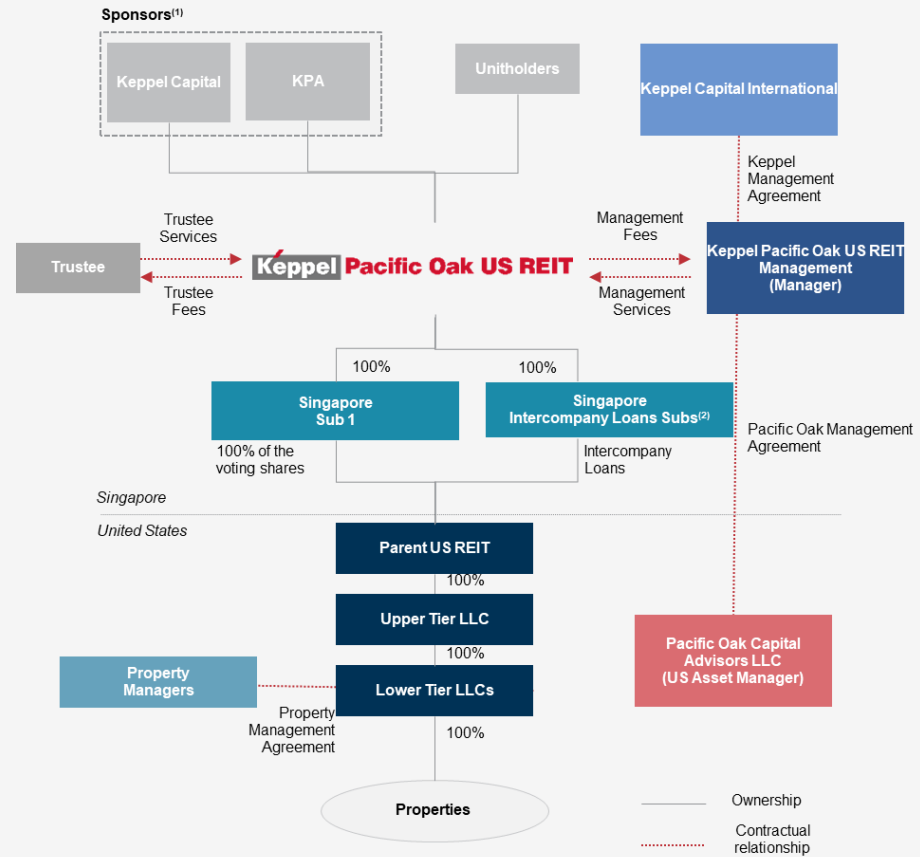 Sponsors(1)
Keppel Capital
KPA
Unitholders
Keppel Capital International
Keppel
Management
Agreement
Trustee
Services
Management
Fees
Trustee
Keppel Pacific Oak US REIT
Keppel Pacific Oak US REIT
Management
(Manager)
Trustee
Fees
Management
Services
100%
100%
Singapore
Sub 1
Singapore
Intercompany Loans Subs(2)
100% of the
voting shares
Intercompany
Loans
Pacific Oak Management
Agreement
Singapore
United States
Parent US REIT
100%
Upper Tier LLC
100%
Property
Managers
Lower Tier LLCs
Pacific Oak Capital
Advisors LLC
(US Asset Manager)
Property
Management
Agreement
100%
Properties
Ownership
Contractual
relationship